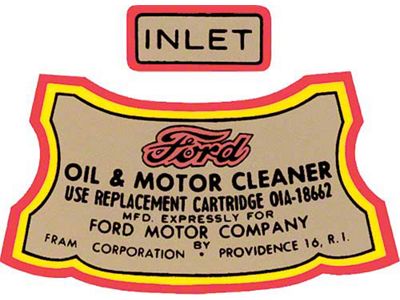 INLET
Ford
OIL & MOTOR CLEANER
USE REPLACEMENT CARTRIDGE 01A-18662
MFD. EXPRESSLY FOR
FORD MOTOR COMPANY
BY
FRAM CORPORATION • PROVIDENCE 16, R.I.